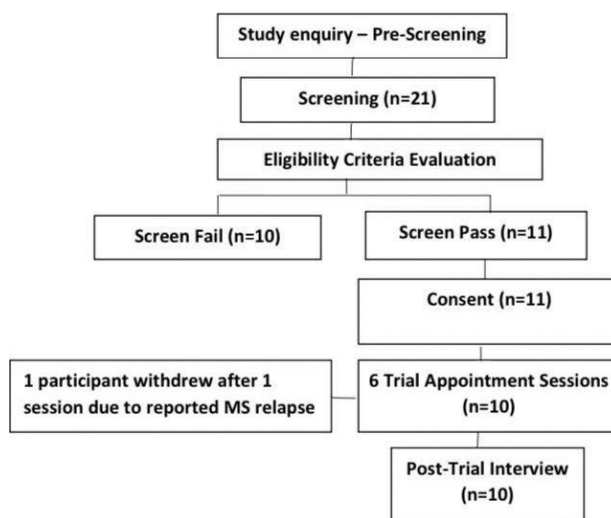 Study enquiry – Pre-Screening
Screening (n=21)
Eligibility Criteria Evaluation
Screen Fail (n=10)
Screen Pass (n=11)
Consent (n=11)
1 participant withdrew after 1
session due to reported MS relapse
6 Trial Appointment Sessions
(n=10)
Post-Trial Interview
(n=10)